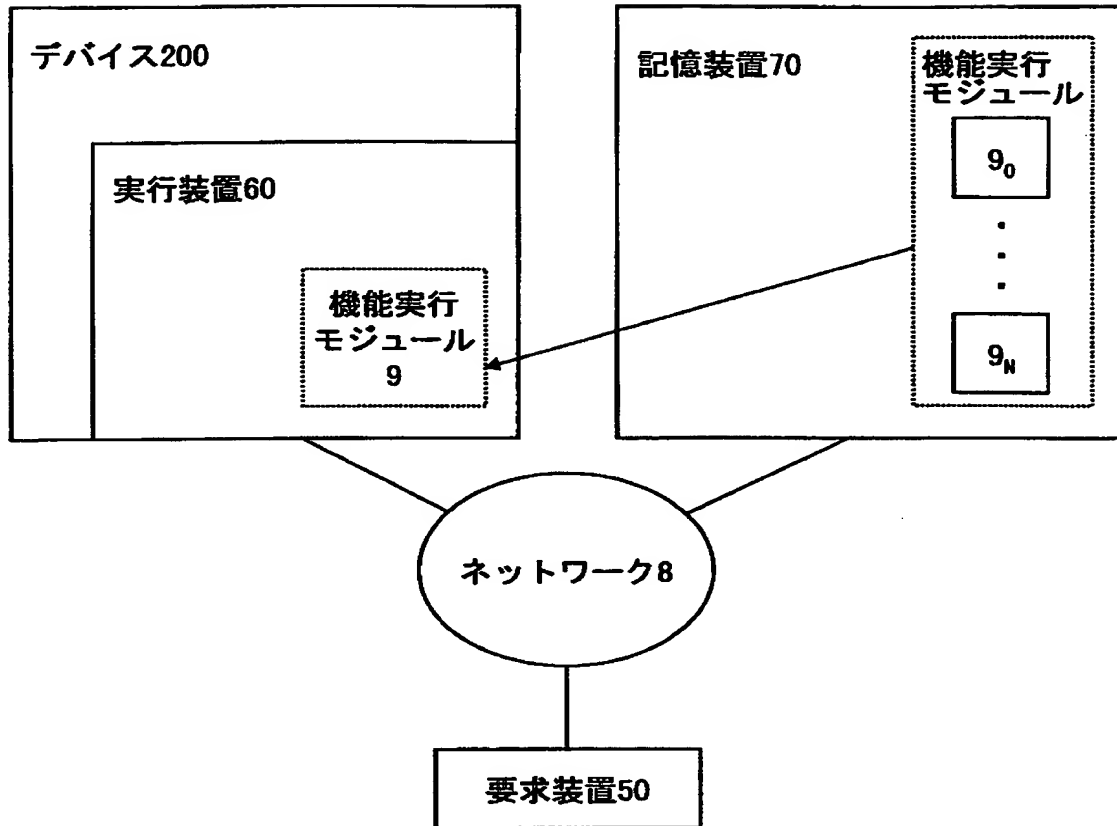 デバイス200
実行装置60
機能実行
モジュール
9
記憶装置70
機能実行
モジュール
9₀
9ₙ
ネットワーク8
要求装置50